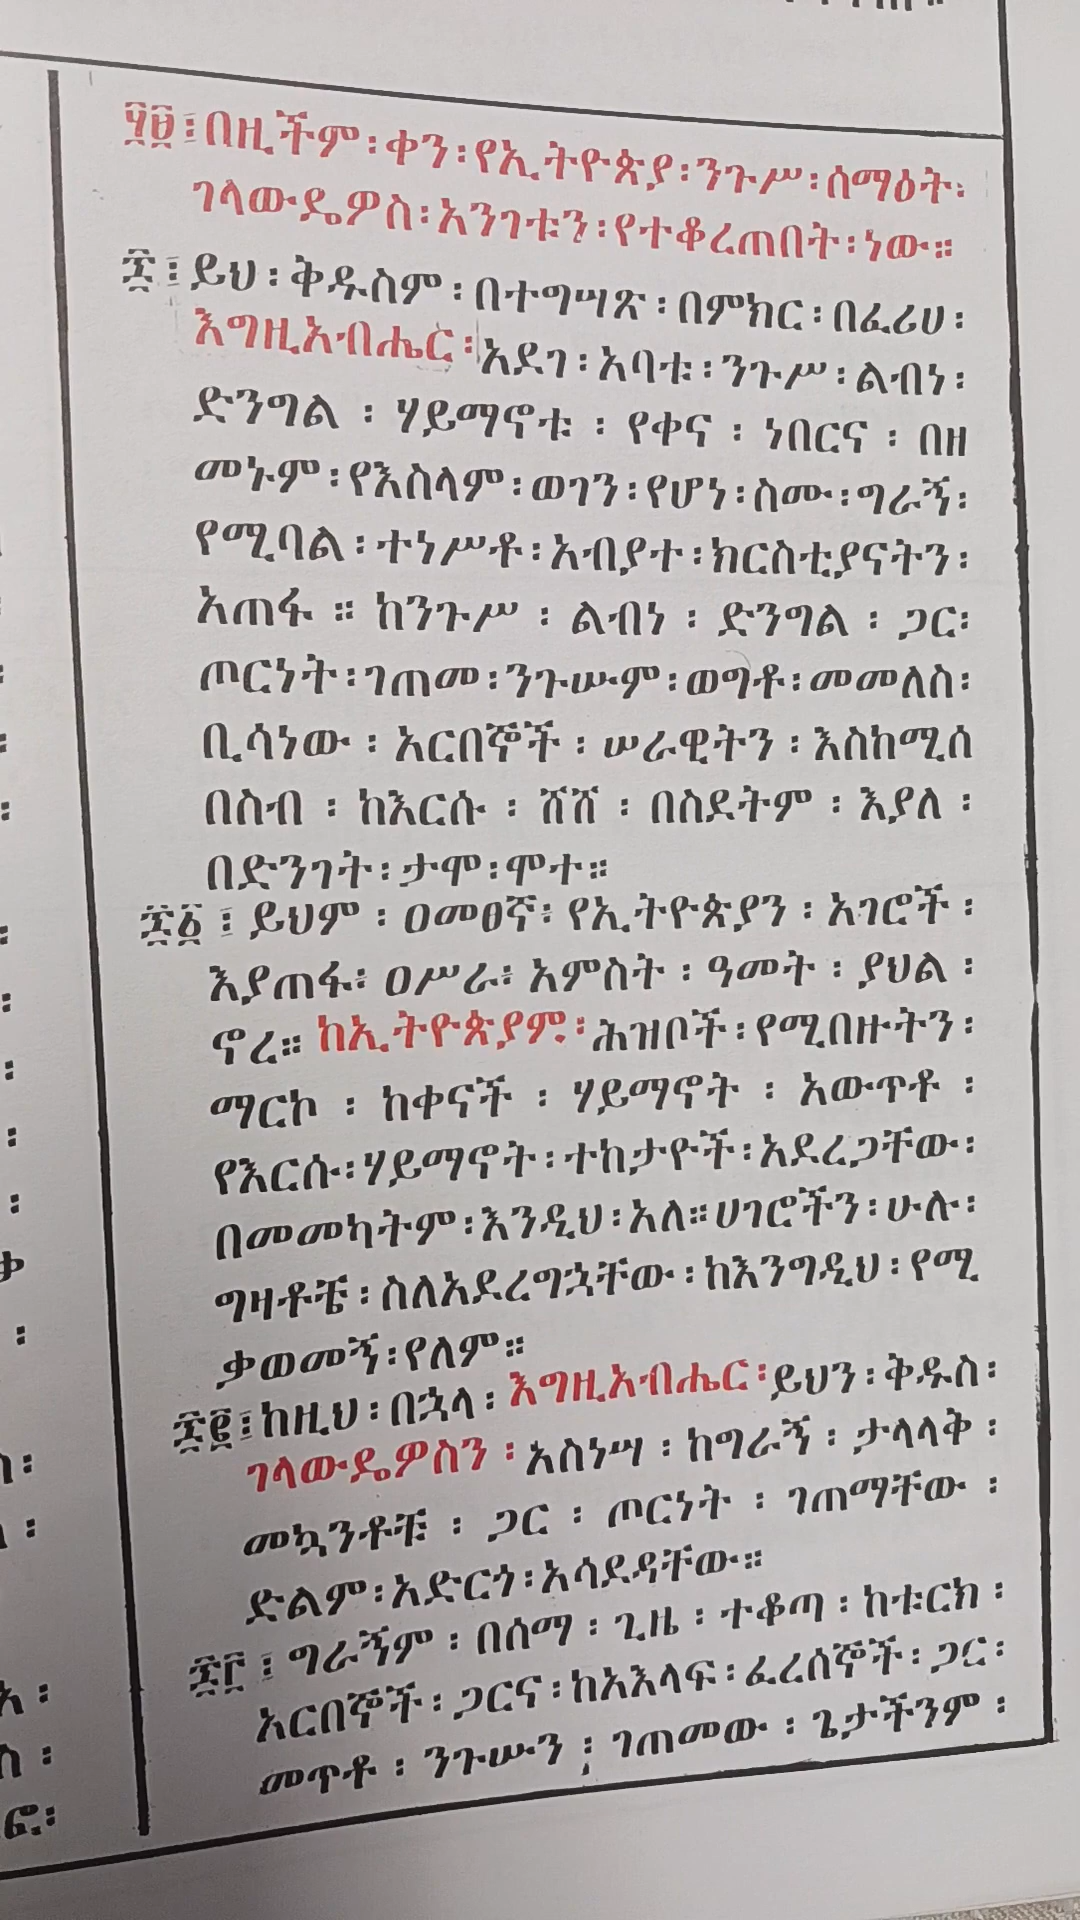 ፺፱፤ በዚችም፡ቀን፡የኢትዮጵያ፡ንጉሥ፡ሰማዕት፡
ገላውዴዎስ፡አንገቱን፡የተቆረጠበት፡ነው።
፷፤ ይህ፡ቅዱስም፡በተግሣጽ፡በምክር፡በፈሪሀ፡
እግዚአብሔር፡አደገ፡አባቱ፡ንጉሥ፡ልብነ፡
ድንግል፡ሃይማኖቱ፡የቀና፡ነበርና፡በዘ
መኑም፡የእስላም፡ወገን፡የሆነ፡ስሙ፡ግራኝ፡
የሚባል፡ተነሥቶ፡አብያተ፡ክርስቲያናትን፡
አጠፋ።ከንጉሥ፡ልብነ፡ድንግል፡ጋር፡
ጦርነት፡ገጠመ፡ንጉሡም፡ወግቶ፡መመለስ፡
ቢሳነው፡አርበኞች፡ሠራዊትን፡እስከሚሰ
በስብ፡ከእርሱ፡ሸሸ፡በስደትም፡እያለ፡
በድንገት፡ታሞ፡ሞተ።
፷፩፤ ይህም፡ዐመፀኛ፡የኢትዮጵያን፡አገሮች፡
እያጠፋ፡ዐሥራ፡አምስት፡ዓመት፡ያህል፡
ኖረ።ከኢትዮጵያም፡ሕዝቦች፡የሚበዙትን፡
ማርኮ፡ከቀናች፡ሃይማኖት፡አውጥቶ፡
የእርሱ፡ሃይማኖት፡ተከታዮች፡አደረጋቸው፡
በመመካትም፡እንዲህ፡አለ።ሀገሮችን፡ሁሉ፡
ግዛቶቼ፡ስለአደረግኋቸው፡ከእንግዲህ፡የሚ
ቃወመኝ፡የለም።
፷፪፤ ከዚህ፡በኋላ፡እግዚአብሔር፡ይህን፡ቅዱስ፡
ገላውዴዎስን፡አስነሣ፡ከግራኝ፡ታላላቅ፡
መኳንቶቹ፡ጋር፡ጦርነት፡ገጠማቸው፡
ድልም፡አድርጎ፡አሳደዳቸው።
፷፫፤ ግራኝም፡በሰማ፡ጊዜ፡ተቆጣ፡ከቱርክ፡
አርበኞች፡ጋርና፡ከአእላፍ፡ፈረሰኞች፡ጋር፡
መጥቶ፡ንጉሡን፡ገጠመው፡ጌታችንም፡